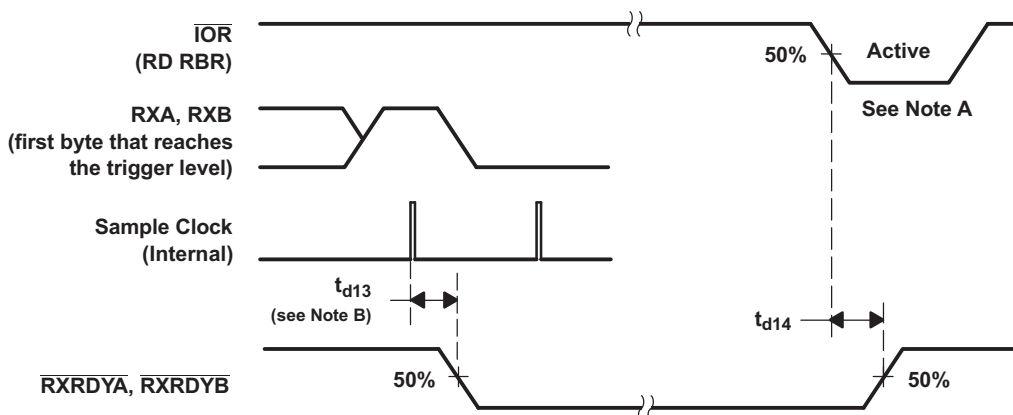 IOR
(RD RBR)
50%
Active
See Note A
RXA, RXB
(first byte that reaches
the trigger level)
Sample Clock
(Internal)
td13
(see Note B)
td14
RXRDYA, RXRDYB
50%
50%